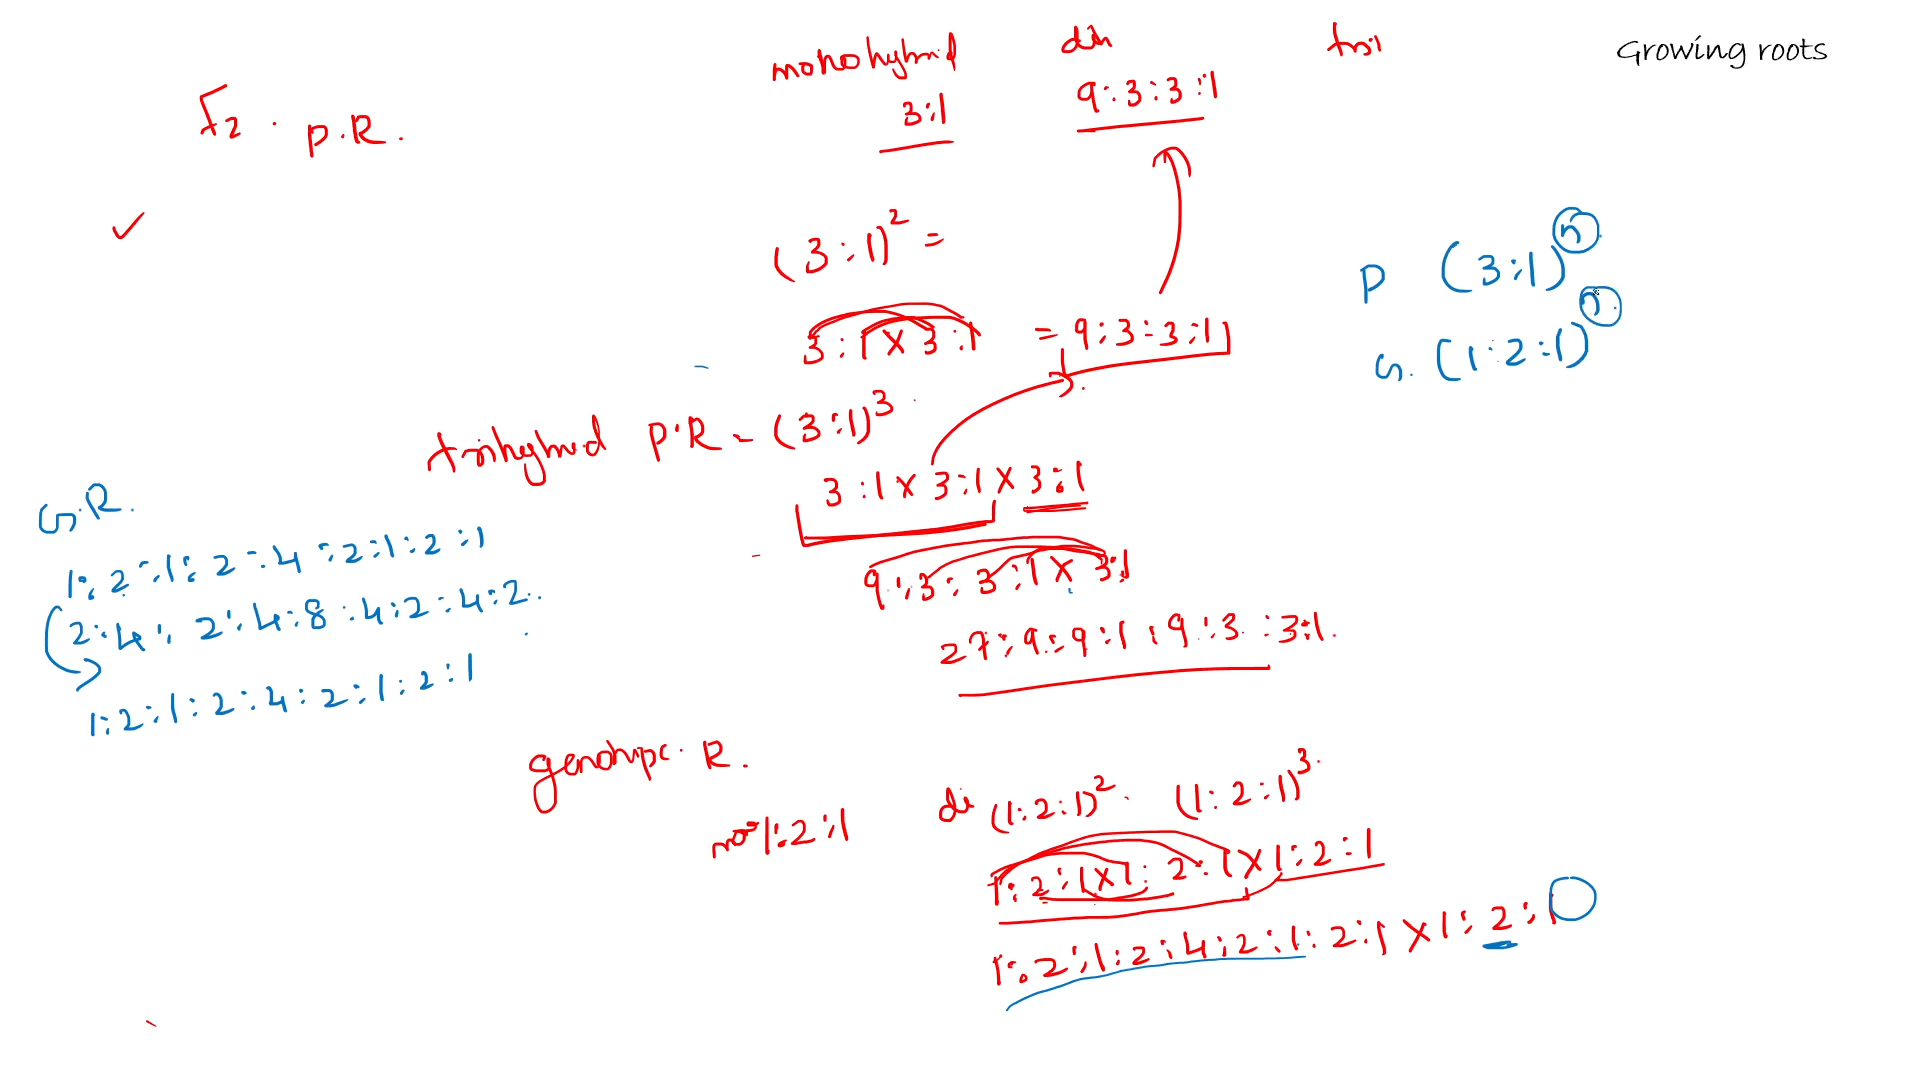 monohybrid dih tri Growing roots
F2 . P.R. 3:1 9:3:3:1
(3:1)² =
P (3:1)ⁿ
3:1 X 3:1 = 9:3:3:1
G. (1:2:1)ⁿ
trihybrid P.R = (3:1)³
3:1 X 3:1 X 3:1
G.R.
1:2:1:2:4:2:1:2:1
9:3:3:1 X 3:1
2:4:2:4:8:4:2:4:2
27:9:9:1:9:3:3:1
1:2:1:2:4:2:1:2:1
genotypic R.
di (1:2:1)² (1:2:1)³
mo 1:2:1
1:2:1X1:2:1X1:2:1
1:2:1:2:4:2:1:2:1 X 1:2:1